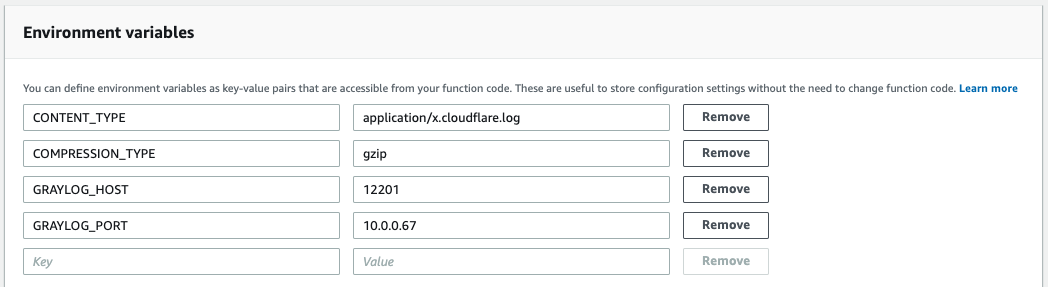 Environment variables
You can define environment variables as key-value pairs that are accessible from your function code. These are useful to store configuration settings without the need to change function code. Learn more
CONTENT_TYPE application/x.cloudflare.log Remove
COMPRESSION_TYPE gzip Remove
GRAYLOG_HOST 12201 Remove
GRAYLOG_PORT 10.0.0.67 Remove
Key Value Remove